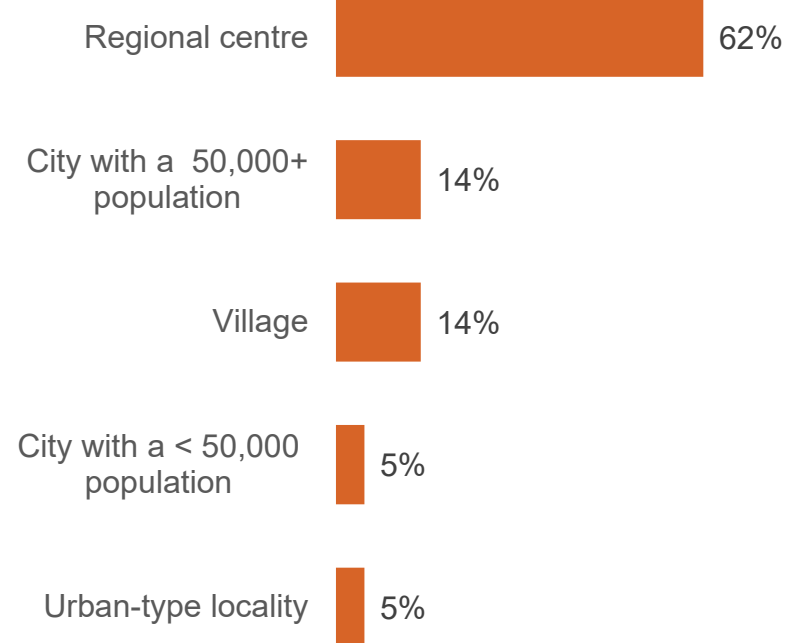 Regional centre 62%
City with a  50,000+
population
14%
Village 14%
City with a < 50,000
population
5%
Urban-type locality 5%